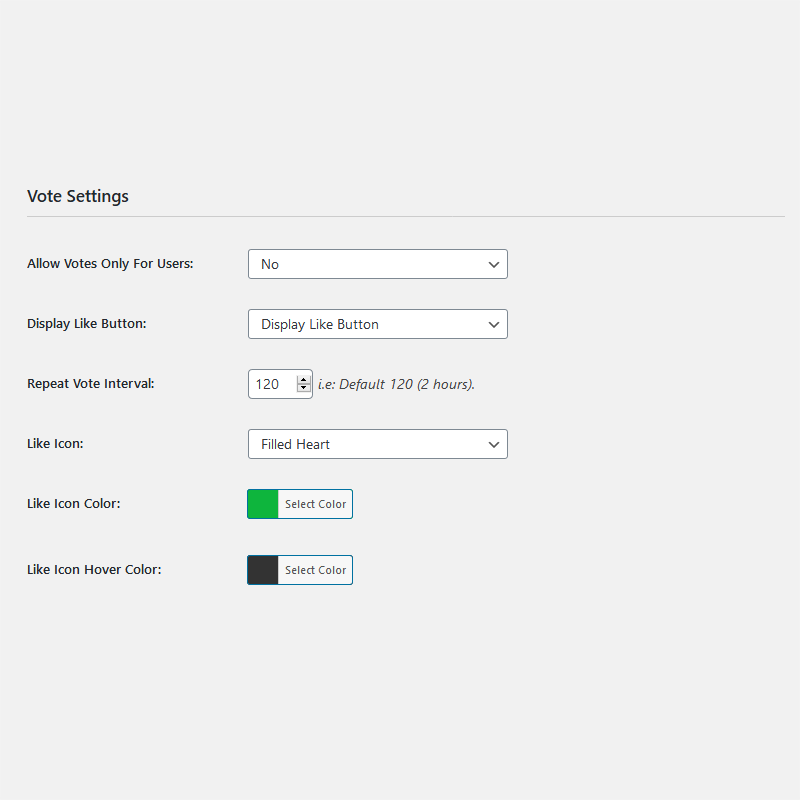 Vote Settings
Allow Votes Only For Users: No
Display Like Button: Display Like Button
Repeat Vote Interval: 120 i.e: Default 120 (2 hours).
Like Icon: Filled Heart
Like Icon Color: Select Color
Like Icon Hover Color: Select Color